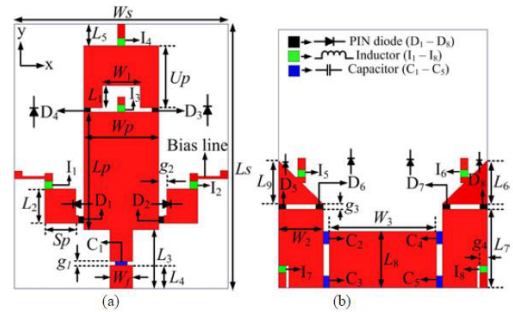 Ws
y
x
L5
I4
Up
W1
L1
I3
D4
D3
Wp
Bias line
Lp
g2
I1
I2
L2
D1
D2
Sp
C1
L3
g1
Wf
L4
Ls
(a)
PIN diode (D1 – D8)
Inductor (I1 – I8)
Capacitor (C1 – C5)
L9
I5
I6
L6
D5
D6
D7
D8
g3
W2
W3
C2
C4
L7
L8
g4
I7
I8
C3
C5
(b)